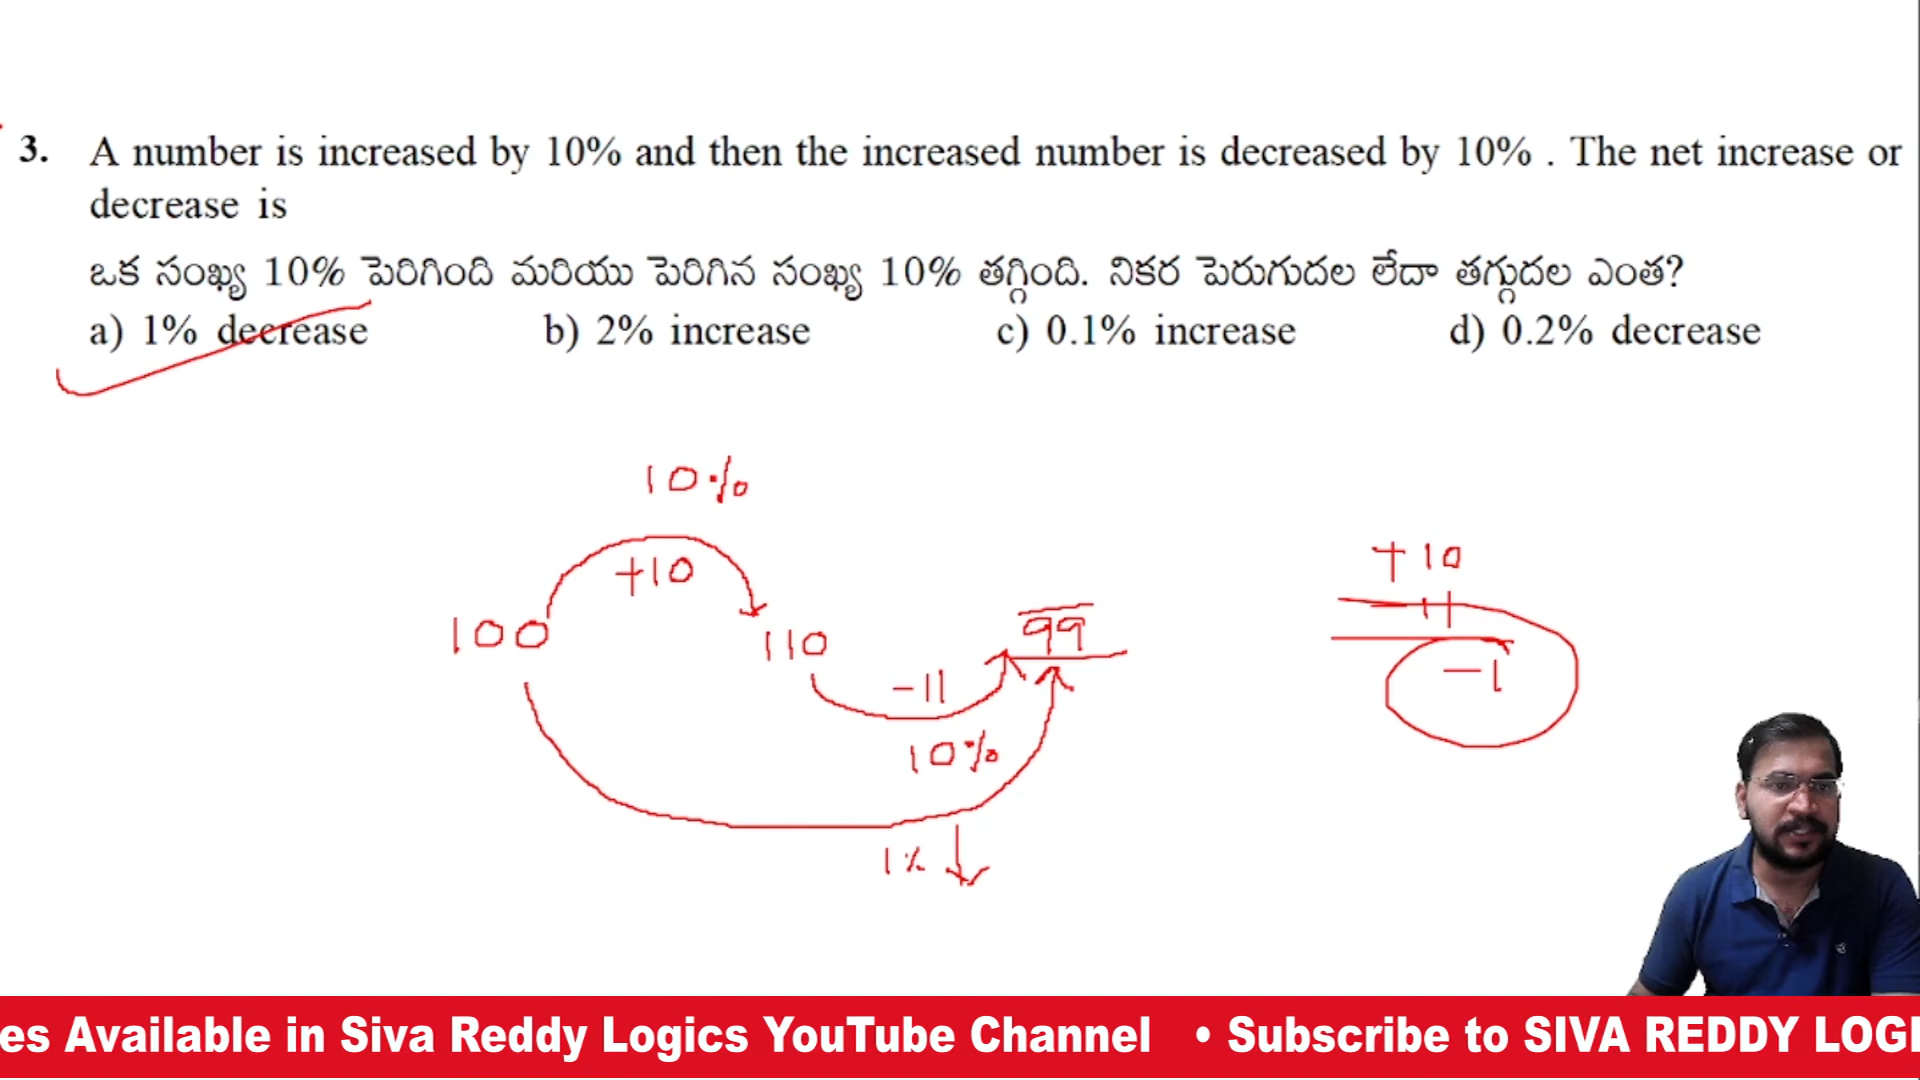 3. A number is increased by 10% and then the increased number is decreased by 10% . The net increase or
decrease is
ఒక సంఖ్య 10% పెరిగింది మరియు పెరిగిన సంఖ్య 10% తగ్గింది. నికర పెరుగుదల లేదా తగ్గుదల ఎంత?
a) 1% decrease b) 2% increase c) 0.1% increase d) 0.2% decrease
10%
+10
100 110 99
-11
10%
1% ↓
+10
-1
es Available in Siva Reddy Logics YouTube Channel • Subscribe to SIVA REDDY LOGI